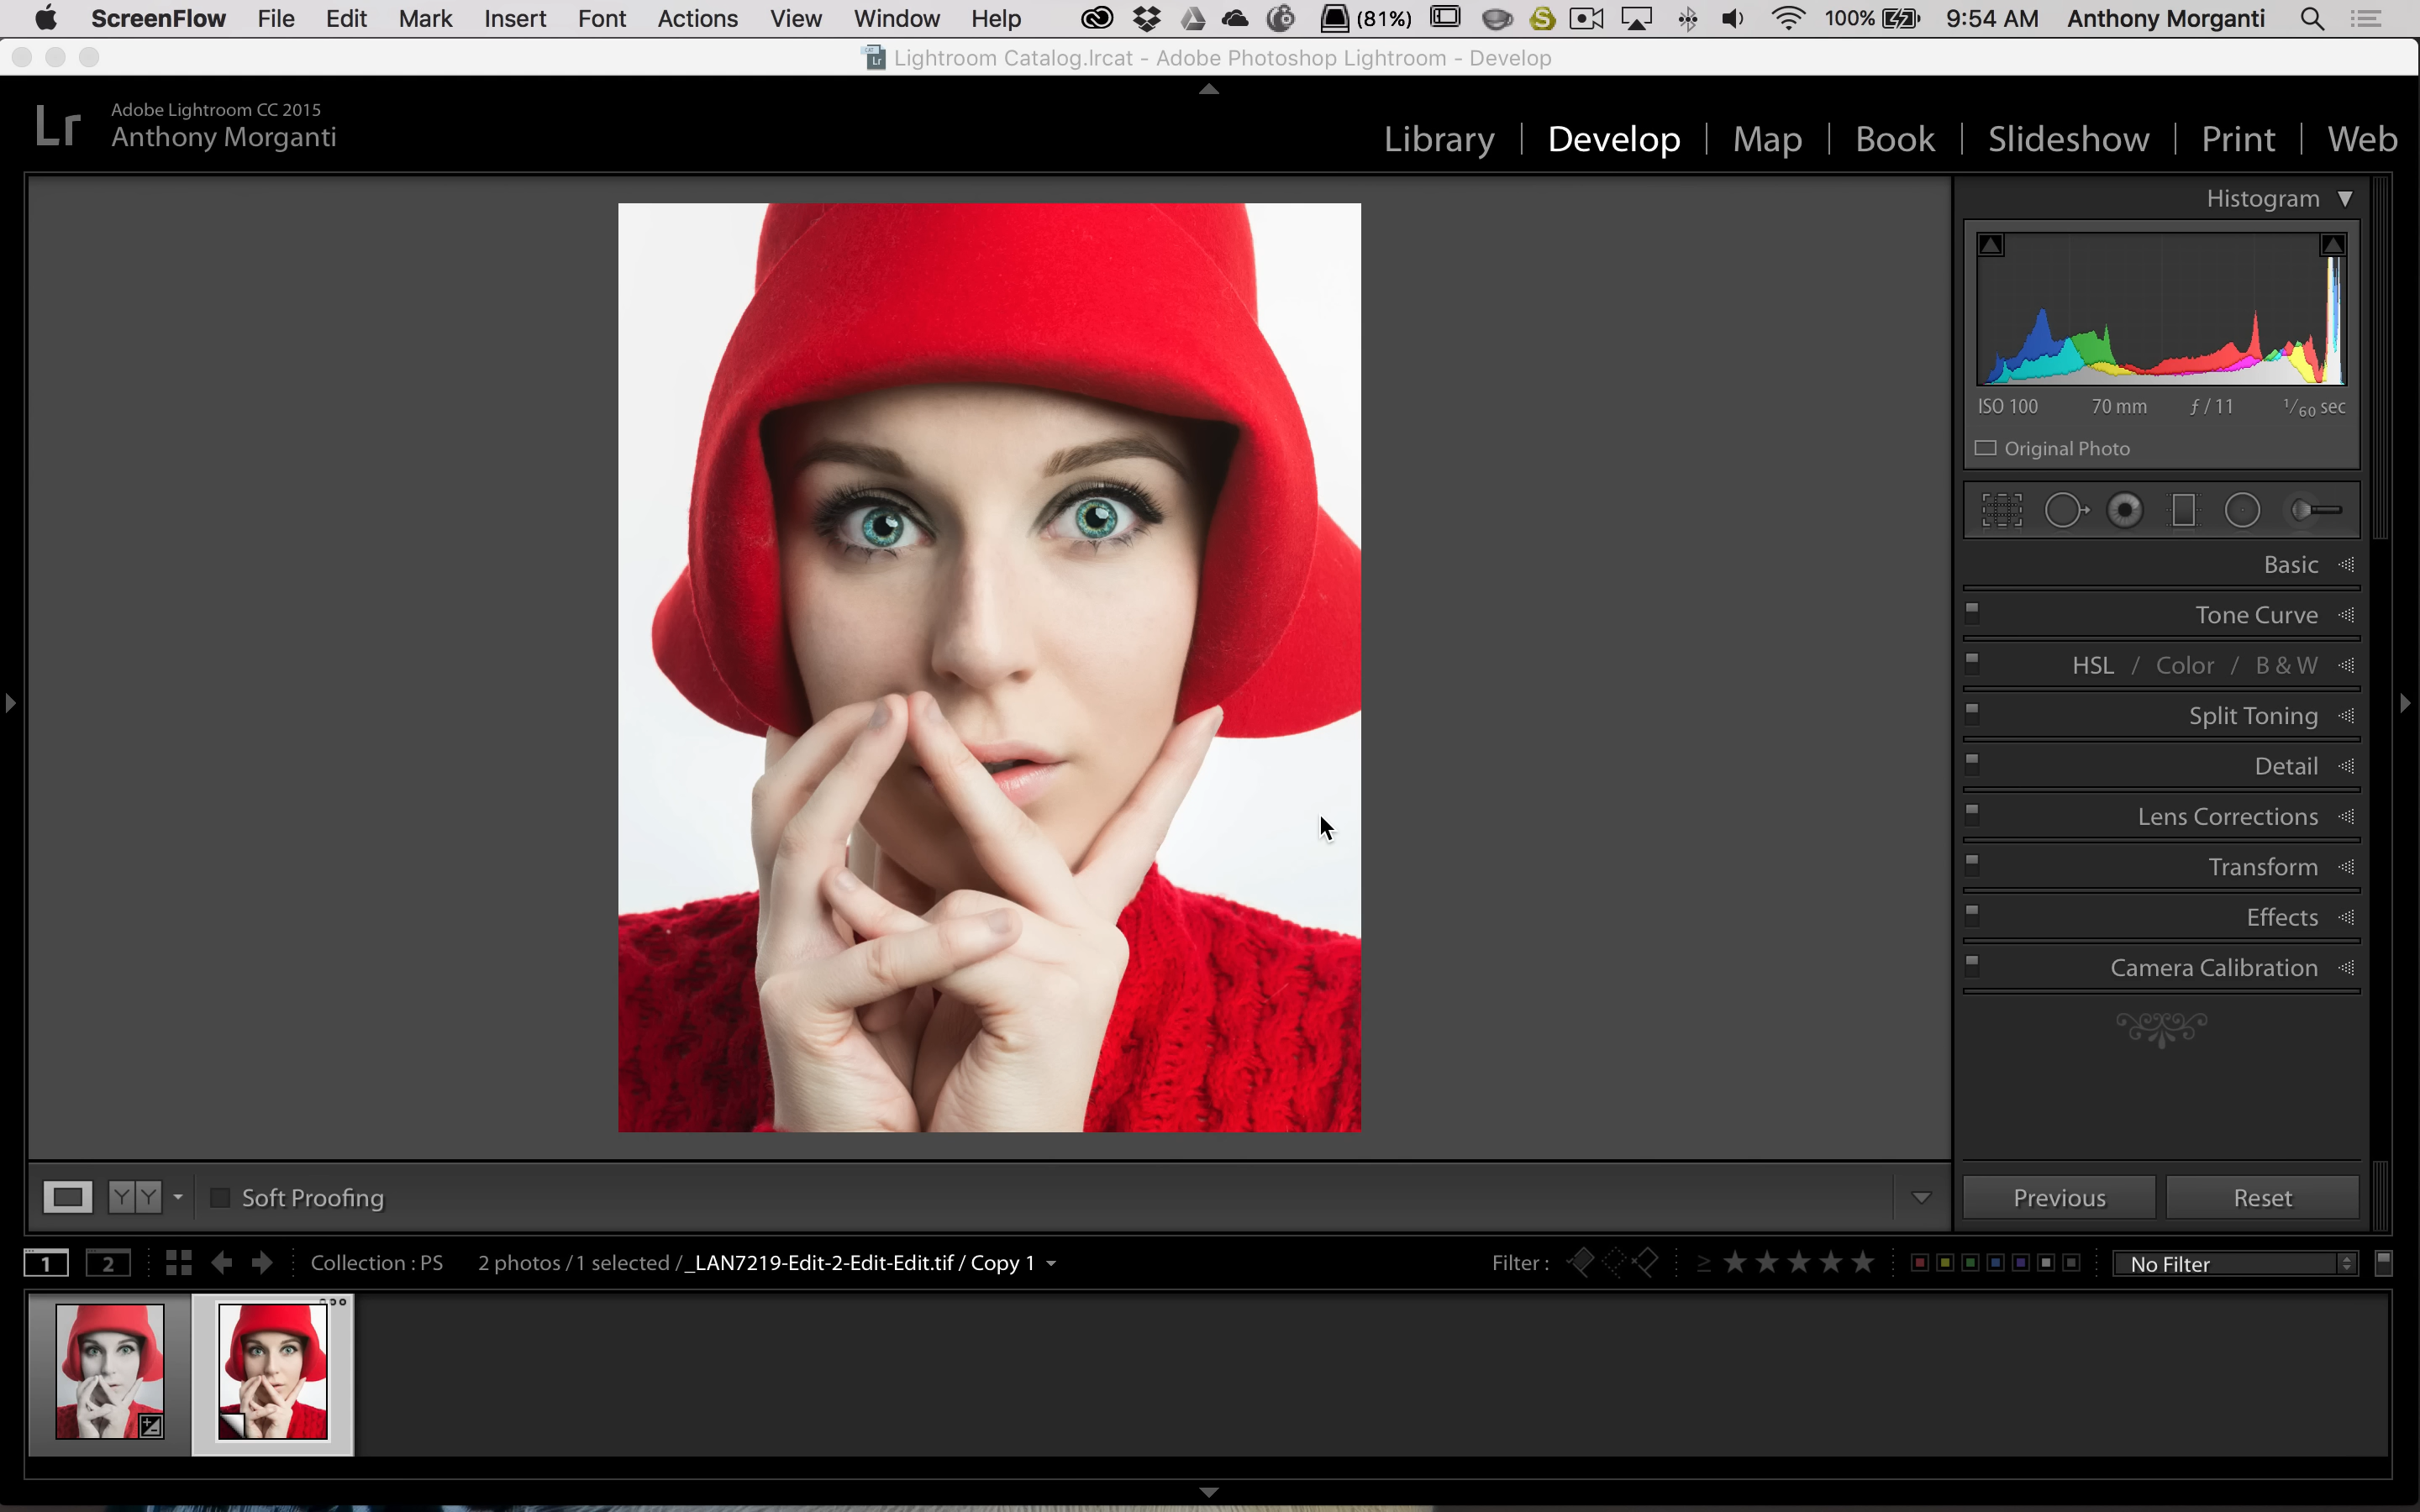 ScreenFlow File Edit Mark Insert Font Actions View Window Help (81%) 100% 9:54 AM Anthony Morganti
Lightroom Catalog.lrcat - Adobe Photoshop Lightroom - Develop
Lr
Adobe Lightroom CC 2015
Anthony Morganti
Library | Develop | Map | Book | Slideshow | Print | Web
Histogram
ISO 100 70 mm ƒ / 11 1/60 sec
Original Photo
Basic
Tone Curve
HSL / Color / B & W
Split Toning
Detail
Lens Corrections
Transform
Effects
Camera Calibration
Y Y Soft Proofing
Previous Reset
1 2 Collection : PS 2 photos / 1 selected / _LAN7219-Edit-2-Edit-Edit.tif / Copy 1 Filter : ≥ ★★★★★ No Filter